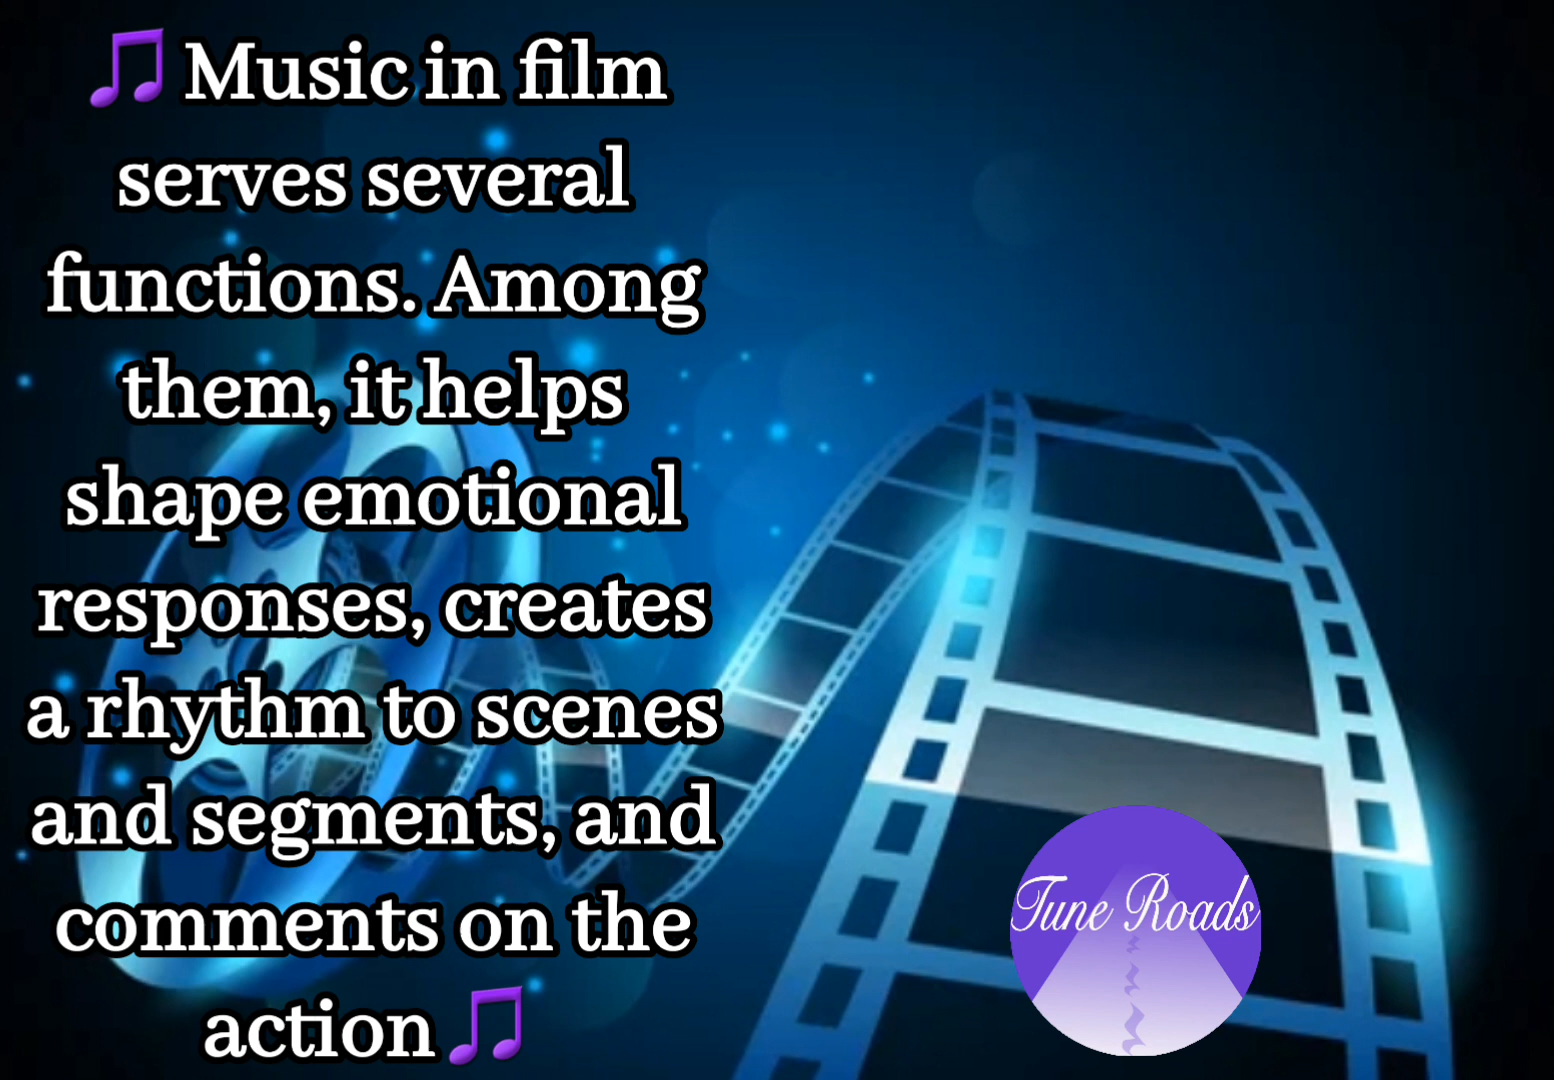 🎵 Music in film
serves several
functions. Among
them, it helps
shape emotional
responses, creates
a rhythm to scenes
and segments, and
comments on the
action 🎵
Tune Roads